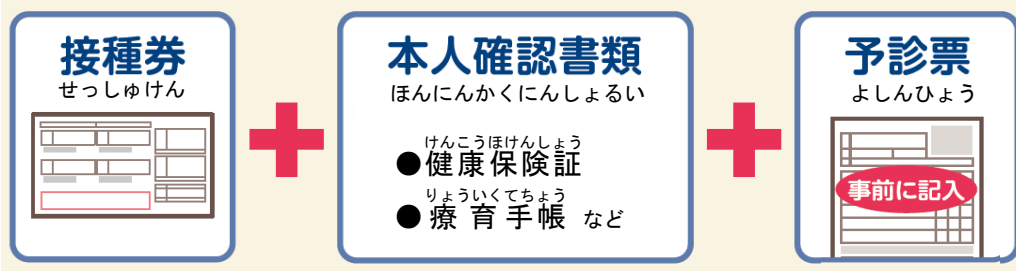 接種券
せっしゅけん
本人確認書類
ほんにんかくにんしょるい
けんこうほけんしょう
●健康保険証
りょういくてちょう
●療育手帳 など
予診票
よしんひょう
事前に記入